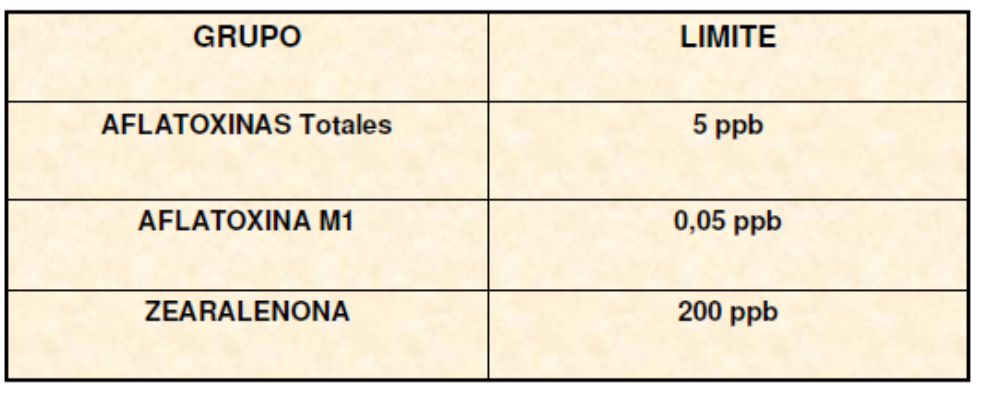 GRUPO LIMITE
AFLATOXINAS Totales 5 ppb
AFLATOXINA M1 0,05 ppb
ZEARALENONA 200 ppb